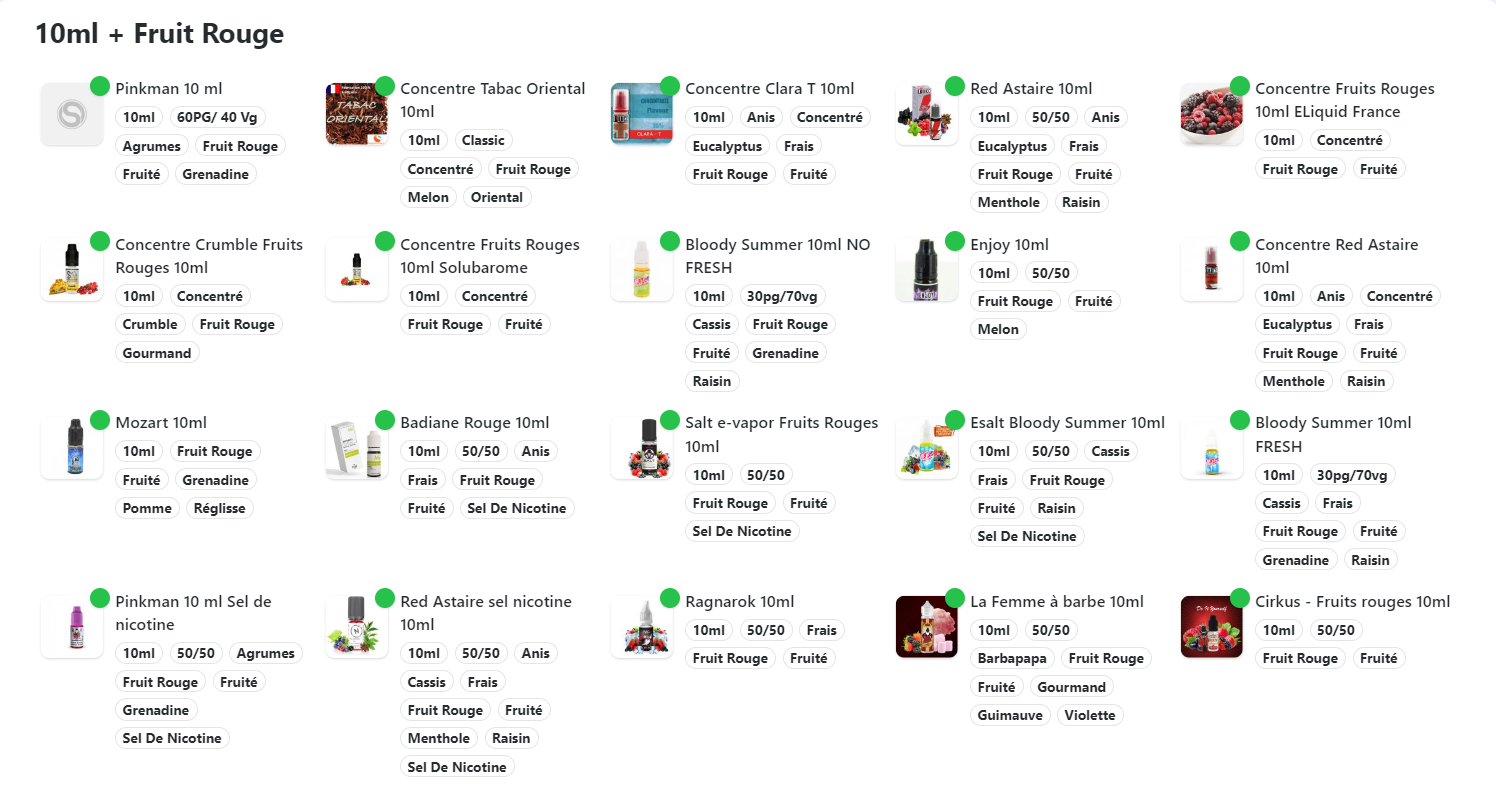 10ml + Fruit Rouge
Pinkman 10 ml
10ml 60PG/ 40 Vg
Agrumes Fruit Rouge
Fruité Grenadine
TABAC
ORIENTAL
Concentre Tabac Oriental
10ml
10ml Classic
Concentré Fruit Rouge
Melon Oriental
CLARA - T
Concentre Clara T 10ml
10ml Anis Concentré
Eucalyptus Frais
Fruit Rouge Fruité
Red Astaire 10ml
10ml 50/50 Anis
Eucalyptus Frais
Fruit Rouge Fruité
Menthole Raisin
Concentre Fruits Rouges
10ml ELiquid France
10ml Concentré
Fruit Rouge Fruité
Concentre Crumble Fruits
Rouges 10ml
10ml Concentré
Crumble Fruit Rouge
Gourmand
Concentre Fruits Rouges
10ml Solubarome
10ml Concentré
Fruit Rouge Fruité
Bloody Summer 10ml NO
FRESH
10ml 30pg/70vg
Cassis Fruit Rouge
Fruité Grenadine
Raisin
Enjoy 10ml
10ml 50/50
Fruit Rouge Fruité
Melon
Concentre Red Astaire
10ml
10ml Anis Concentré
Eucalyptus Frais
Fruit Rouge Fruité
Menthole Raisin
Mozart 10ml
10ml Fruit Rouge
Fruité Grenadine
Pomme Réglisse
Badiane Rouge 10ml
10ml 50/50 Anis
Frais Fruit Rouge
Fruité Sel De Nicotine
Salt e-vapor Fruits Rouges
10ml
10ml 50/50
Fruit Rouge Fruité
Sel De Nicotine
Esalt Bloody Summer 10ml
10ml 50/50 Cassis
Frais Fruit Rouge
Fruité Raisin
Sel De Nicotine
Bloody Summer 10ml
FRESH
10ml 30pg/70vg
Cassis Frais
Fruit Rouge Fruité
Grenadine Raisin
Pinkman 10 ml Sel de
nicotine
10ml 50/50 Agrumes
Fruit Rouge Fruité
Grenadine
Sel De Nicotine
Red Astaire sel nicotine
10ml
10ml 50/50 Anis
Cassis Frais
Fruit Rouge Fruité
Menthole Raisin
Sel De Nicotine
Ragnarok 10ml
10ml 50/50 Frais
Fruit Rouge Fruité
La Femme à barbe 10ml
10ml 50/50
Barbapapa Fruit Rouge
Fruité Gourmand
Guimauve Violette
Do It Yourself
Cirkus - Fruits rouges 10ml
10ml 50/50
Fruit Rouge Fruité